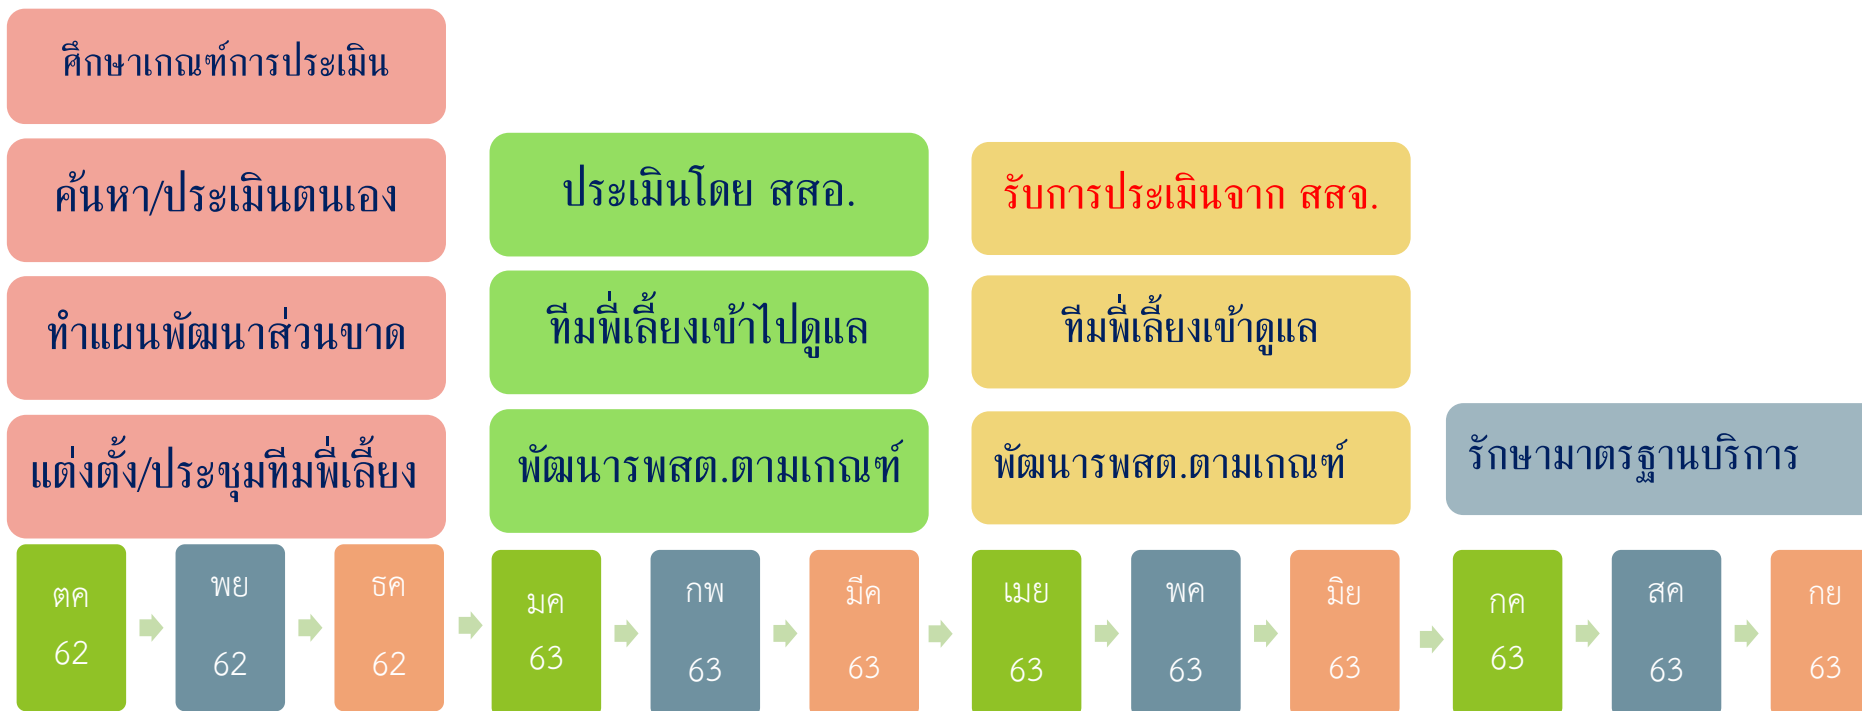 ศึกษาเกณฑ์การประเมิน
ค้นหา/ประเมินตนเอง
ทำแผนพัฒนาส่วนขาด
แต่งตั้ง/ประชุมทีมพี่เลี้ยง
ประเมินโดย สสอ.
ทีมพี่เลี้ยงเข้าไปดูแล
พัฒนารพสต.ตามเกณฑ์
รับการประเมินจาก สสจ.
ทีมพี่เลี้ยงเข้าดูแล
พัฒนารพสต.ตามเกณฑ์
รักษามาตรฐานบริการ
ตค
62
พย
62
ธค
62
มค
63
กพ
63
มีค
63
เมย
63
พค
63
มิย
63
กค
63
สค
63
กย
63